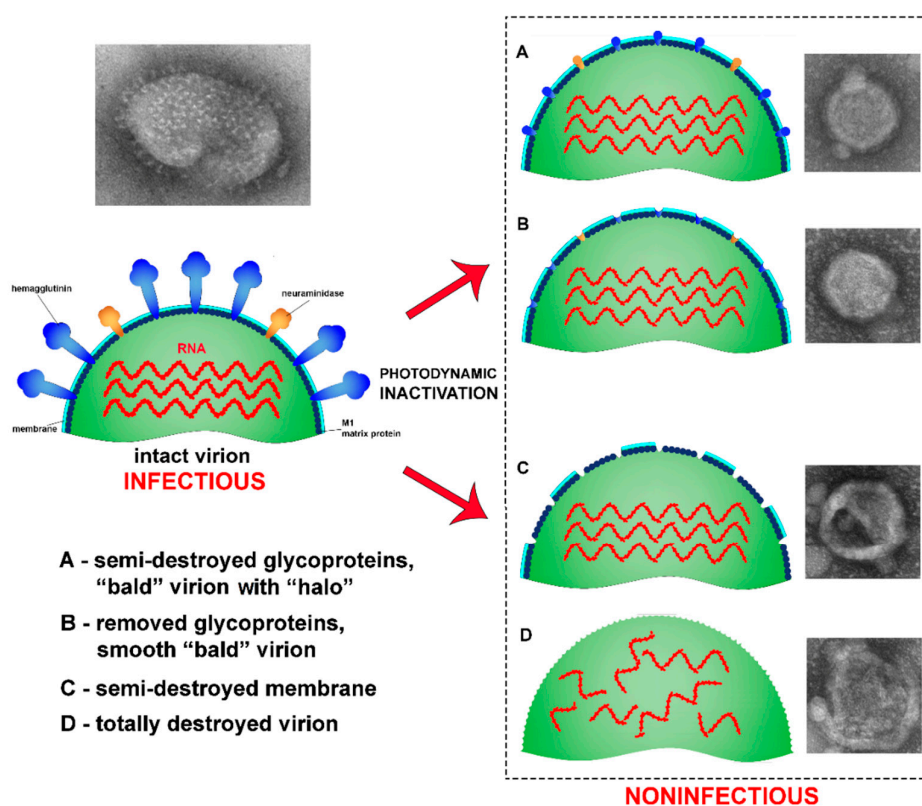 hemagglutinin
neuraminidase
RNA
membrane
M1
matrix protein
intact virion
INFECTIOUS
PHOTODYNAMIC
INACTIVATION
A
B
C
D
NONINFECTIOUS
A - semi-destroyed glycoproteins,
“bald” virion with “halo”
B - removed glycoproteins,
smooth “bald” virion
C - semi-destroyed membrane
D - totally destroyed virion